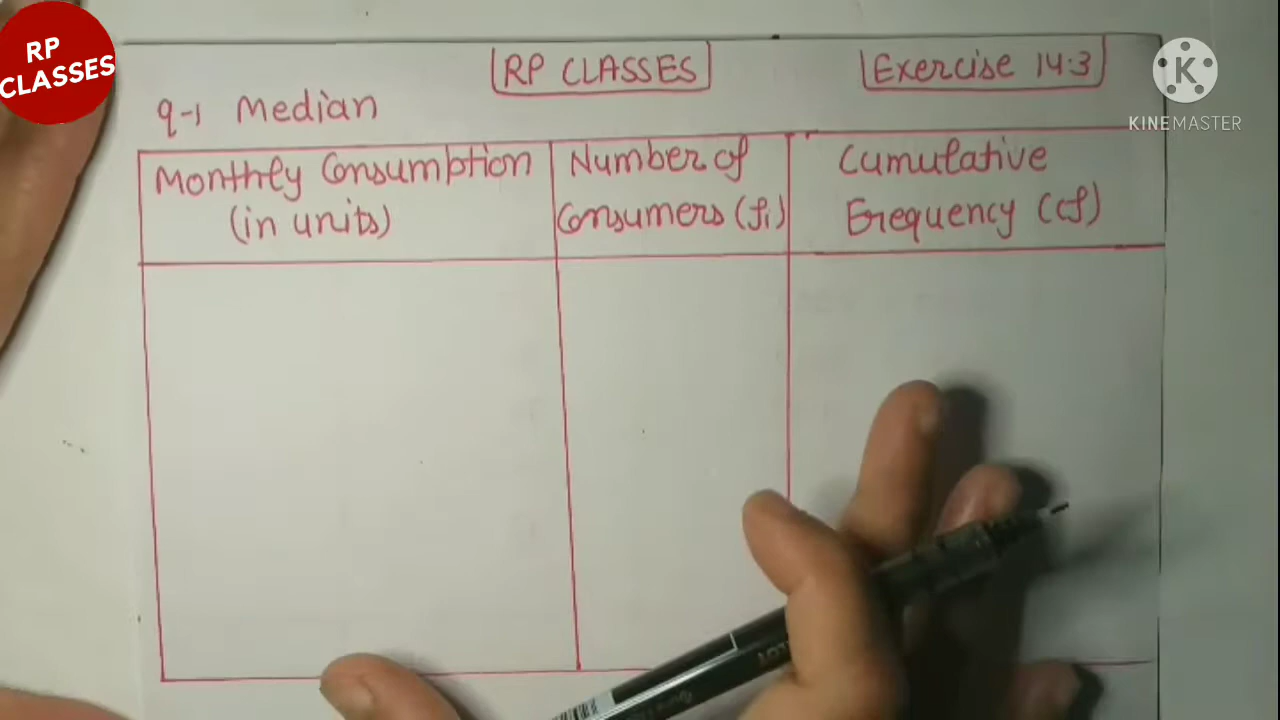 RP
CLASSES
RP CLASSES
Exercise 14.3
K
KINEMASTER
q-1 Median
Monthly Consumption
(in units)
Number of
Consumers (fi)
Cumulative
Frequency (cf)